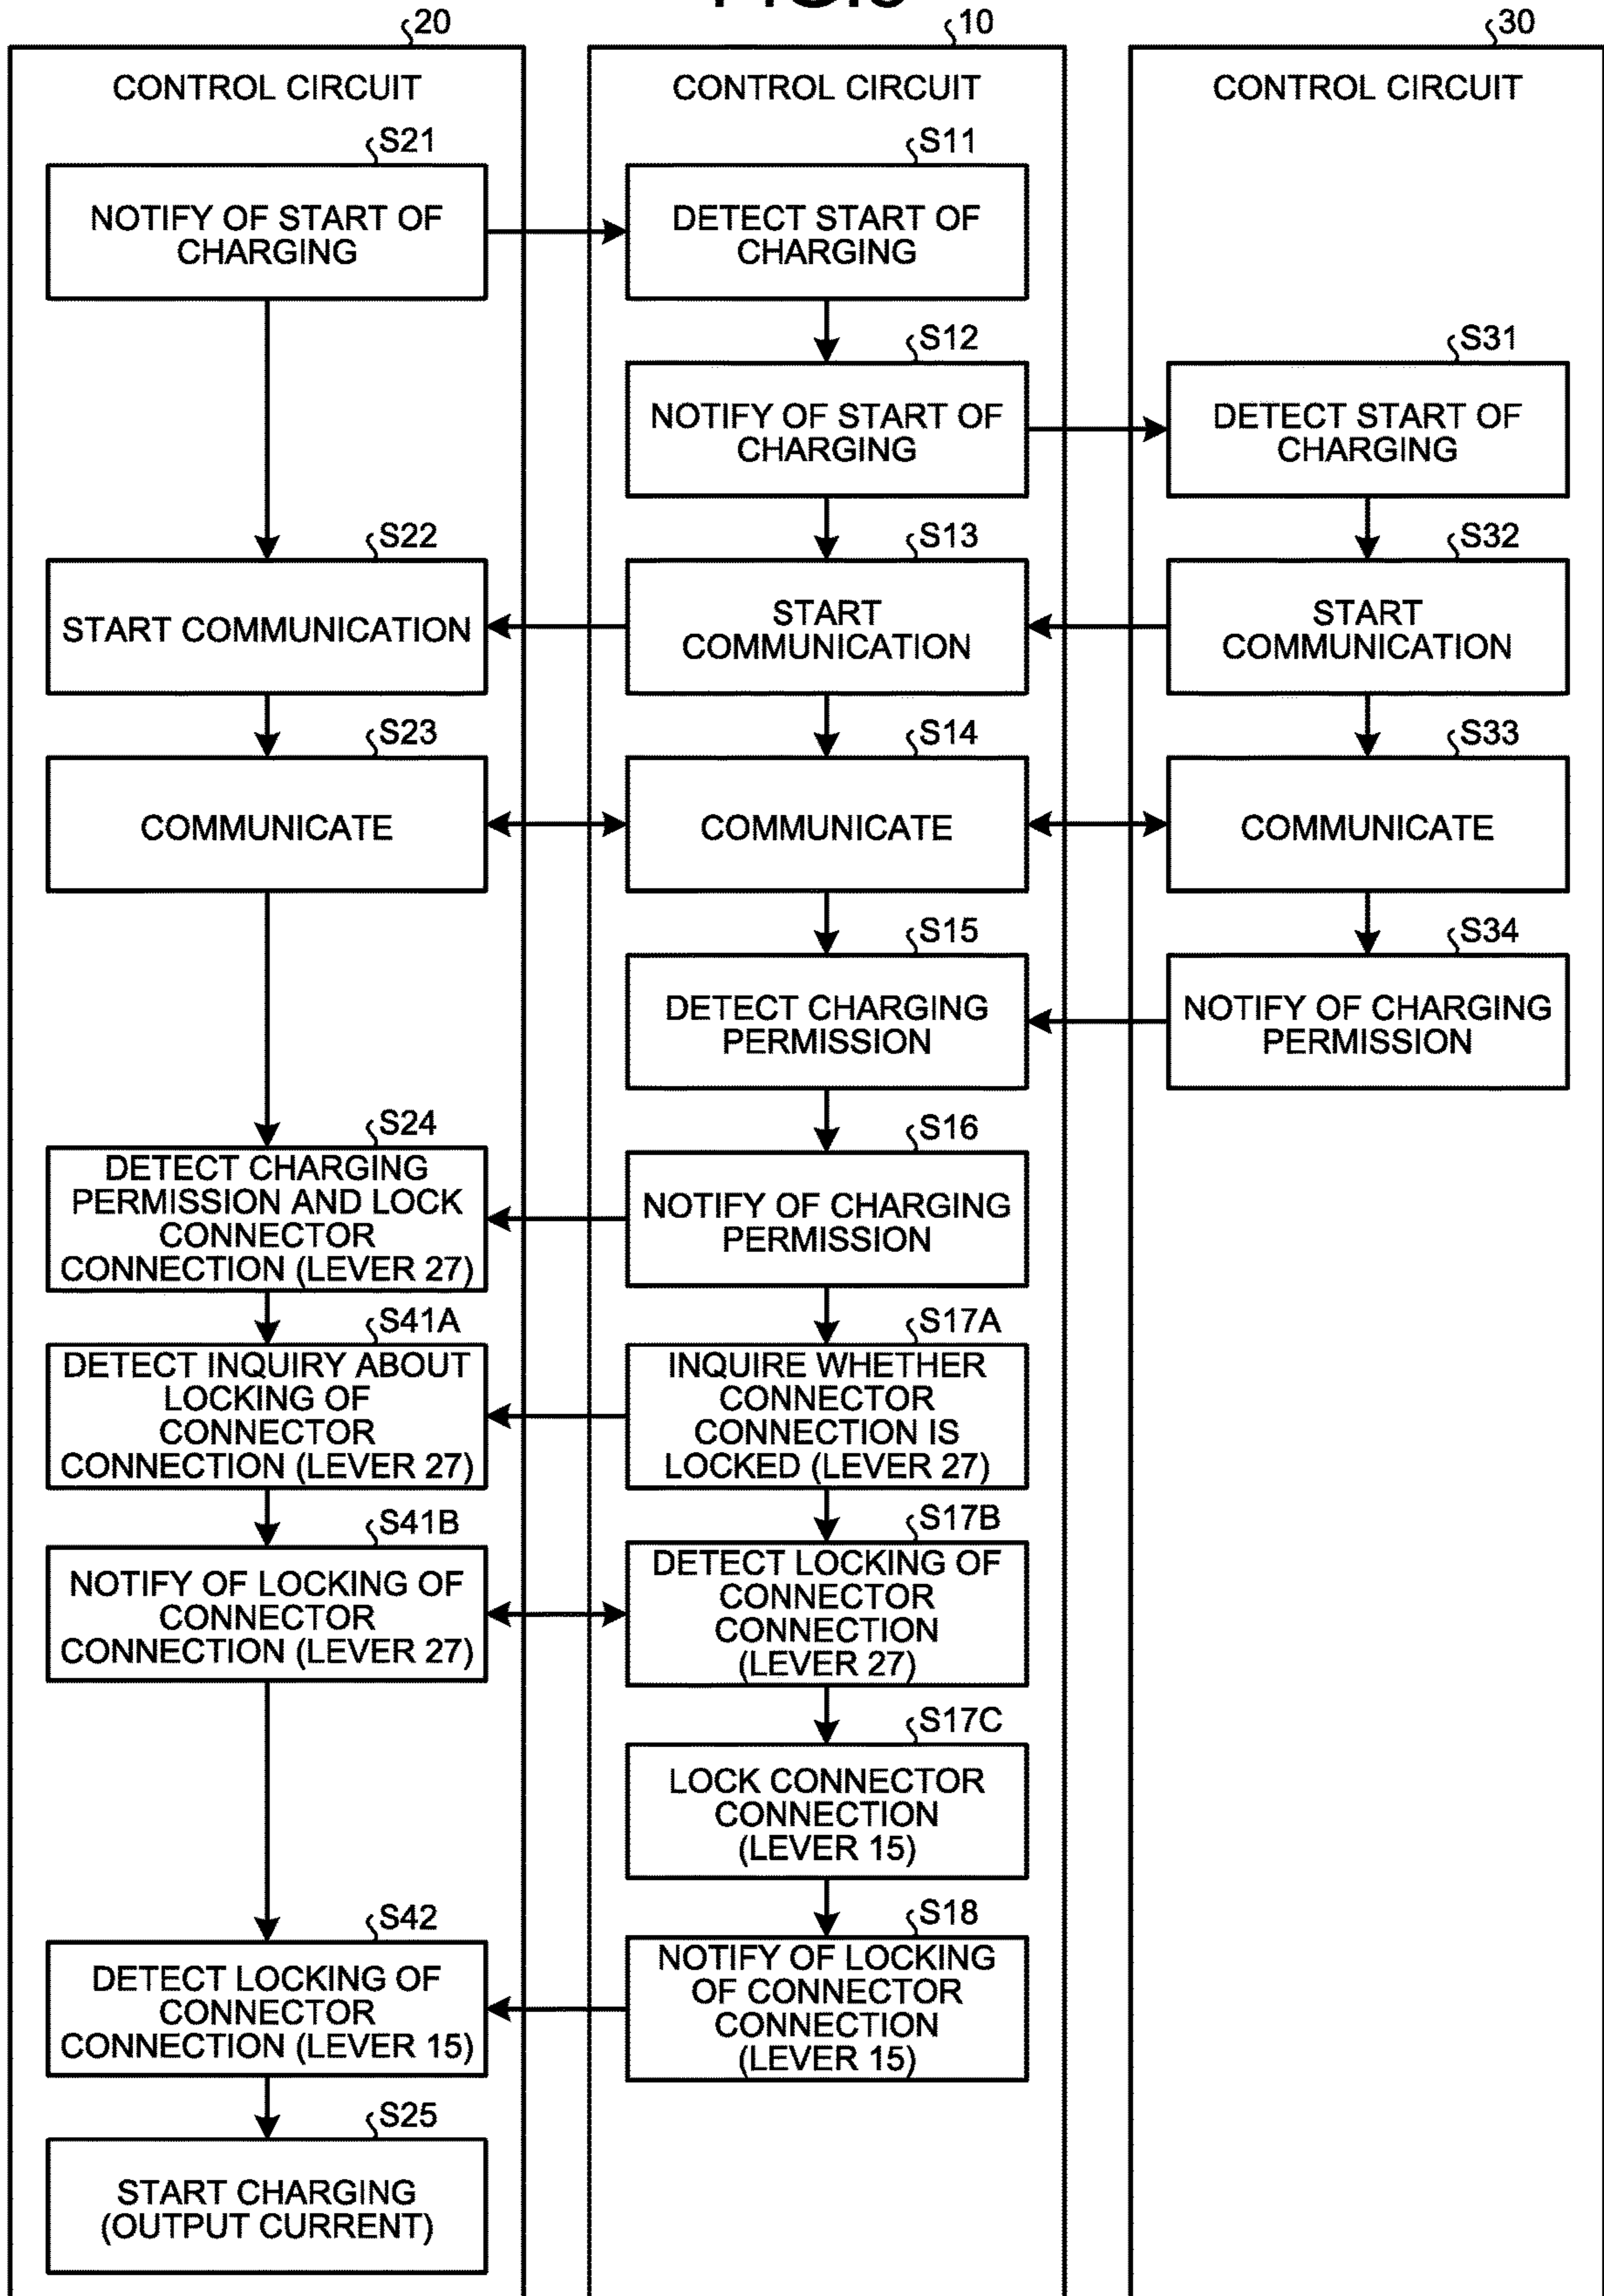 20
CONTROL CIRCUIT
S21
NOTIFY OF START OF
CHARGING
S22
START COMMUNICATION
S23
COMMUNICATE
S24
DETECT CHARGING
PERMISSION AND LOCK
CONNECTOR
CONNECTION (LEVER 27)
S41A
DETECT INQUIRY ABOUT
LOCKING OF
CONNECTOR
CONNECTION (LEVER 27)
S41B
NOTIFY OF LOCKING OF
CONNECTOR
CONNECTION (LEVER 27)
S42
DETECT LOCKING OF
CONNECTOR
CONNECTION (LEVER 15)
S25
START CHARGING
(OUTPUT CURRENT)
10
CONTROL CIRCUIT
S11
DETECT START OF
CHARGING
S12
NOTIFY OF START OF
CHARGING
S13
START
COMMUNICATION
S14
COMMUNICATE
S15
DETECT CHARGING
PERMISSION
S16
NOTIFY OF CHARGING
PERMISSION
S17A
INQUIRE WHETHER
CONNECTOR
CONNECTION IS
LOCKED (LEVER 27)
S17B
DETECT LOCKING OF
CONNECTOR
CONNECTION
(LEVER 27)
S17C
LOCK CONNECTOR
CONNECTION
(LEVER 15)
S18
NOTIFY OF LOCKING
OF CONNECTOR
CONNECTION
(LEVER 15)
30
CONTROL CIRCUIT
S31
DETECT START OF
CHARGING
S32
START
COMMUNICATION
S33
COMMUNICATE
S34
NOTIFY OF CHARGING
PERMISSION